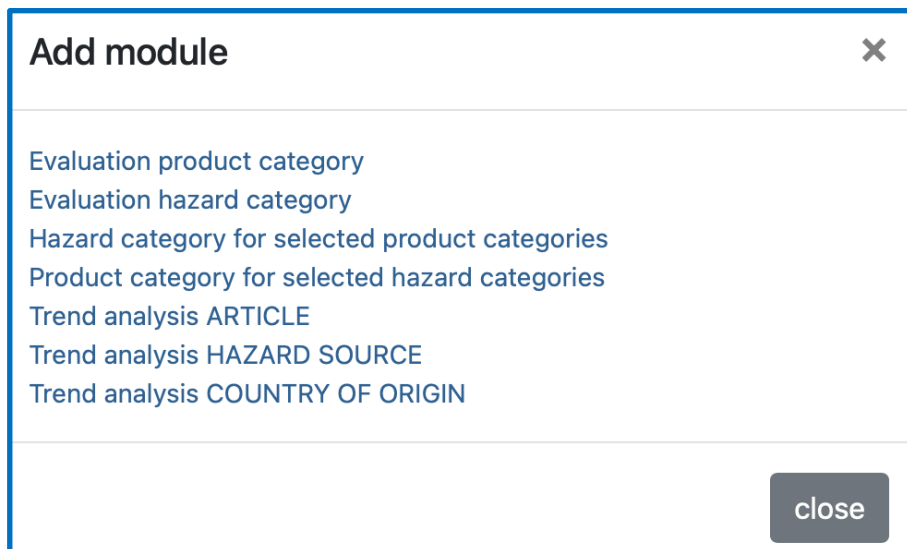 Add module
Evaluation product category
Evaluation hazard category
Hazard category for selected product categories
Product category for selected hazard categories
Trend analysis ARTICLE
Trend analysis HAZARD SOURCE
Trend analysis COUNTRY OF ORIGIN
close